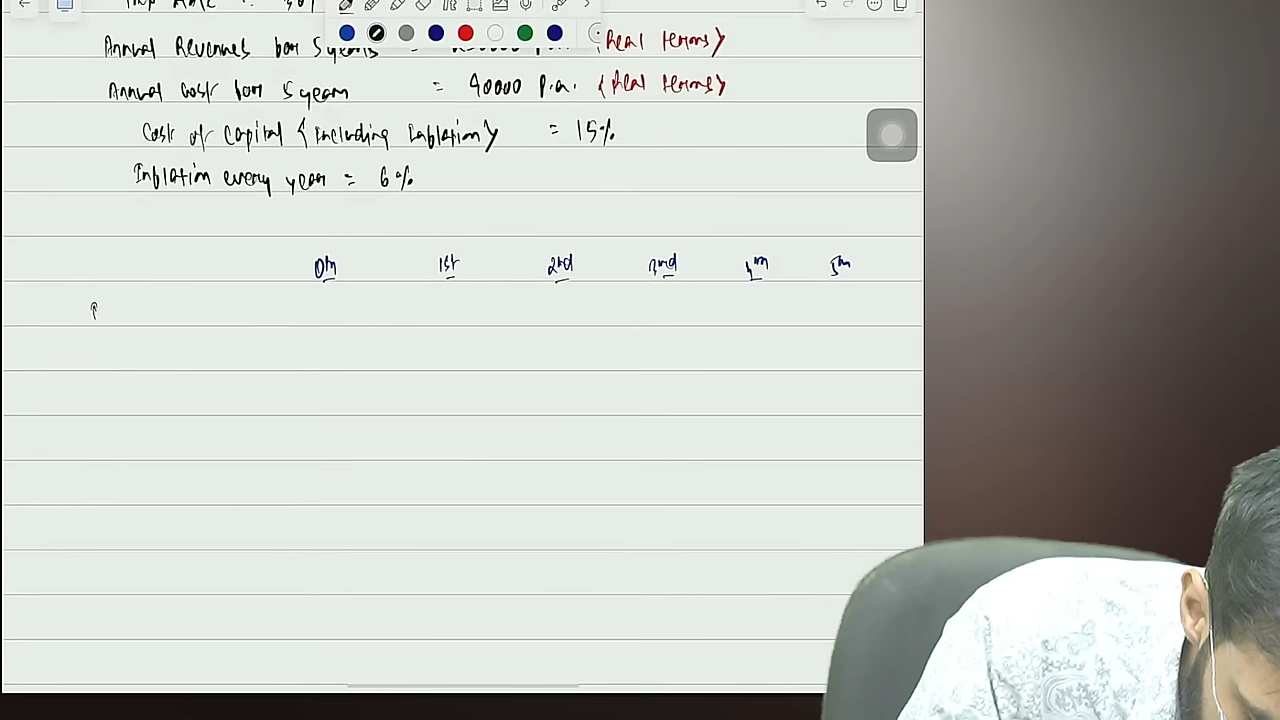 Annual Revenues for 5 years = p.a. {Real terms}
Annual Cost for 5 years = 40000 P.a. {Real terms}
Cost of Capital {including Inflation} = 15%
Inflation every year = 6%
0th 1st 2nd 3rd 4th 5th